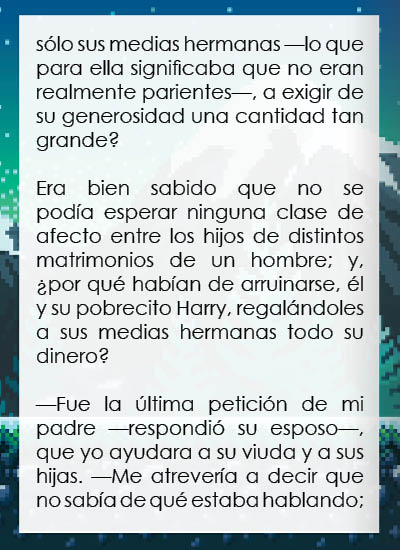 sólo sus medias hermanas —lo que
para ella significaba que no eran
realmente parientes—, a exigir de
su generosidad una cantidad tan
grande?
Era bien sabido que no se
podía esperar ninguna clase de
afecto entre los hijos de distintos
matrimonios de un hombre; y,
¿por qué habían de arruinarse, él
y su pobrecito Harry, regalándoles
a sus medias hermanas todo su
dinero?
—Fue la última petición de mi
padre —respondió su esposo—,
que yo ayudara a su viuda y a sus
hijas. —Me atrevería a decir que
no sabía de qué estaba hablando;